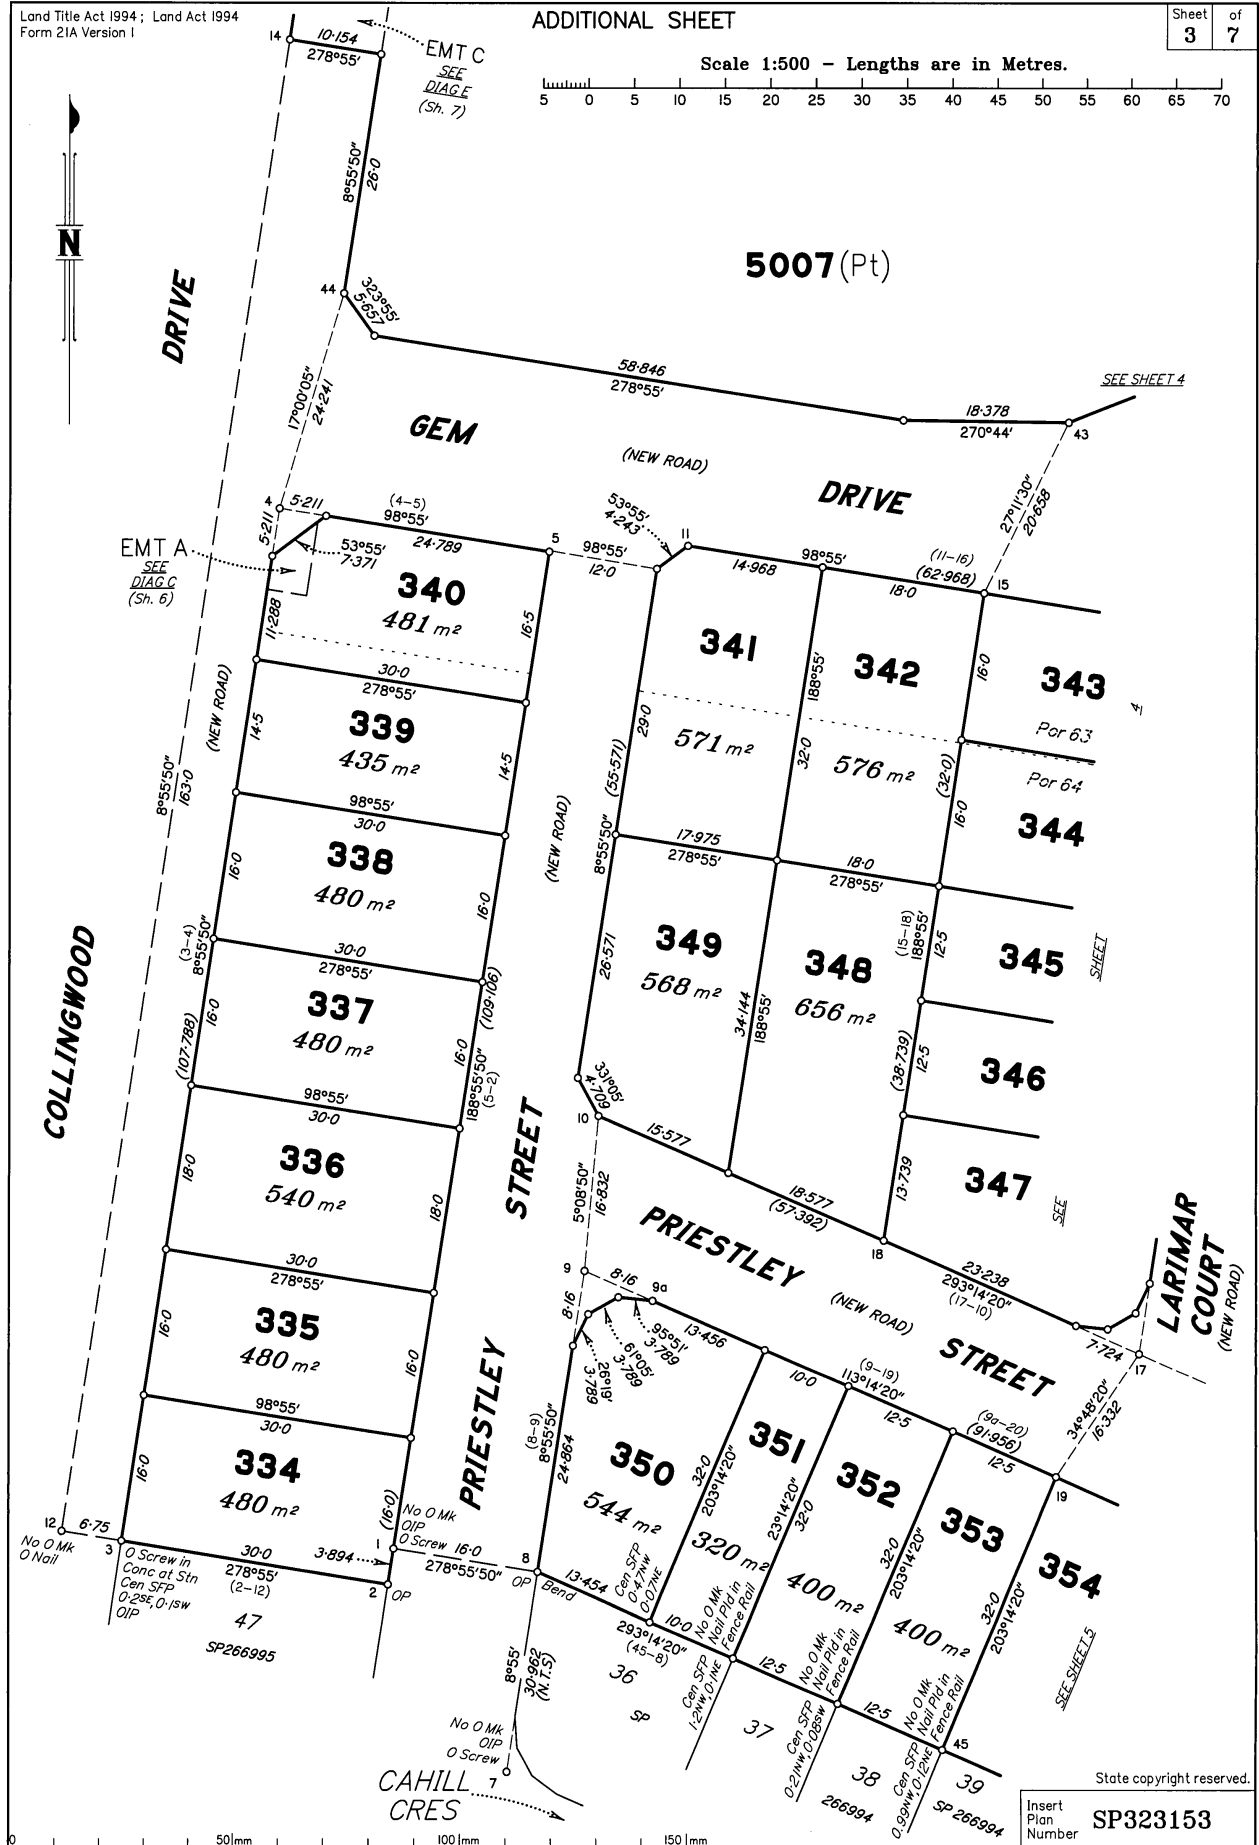 Land Title Act 1994 ; Land Act 1994
Form 21A Version 1
ADDITIONAL SHEET
Sheet of
3 7
Scale 1:500 – Lengths are in Metres.
5 0 5 10 15 20 25 30 35 40 45 50 55 60 65 70
14
10·154
278°55'
EMT C
SEE
DIAG E
(Sh. 7)
8°55'50"
26·0
N
5007 (Pt)
44
323°55'
5·657
DRIVE
58·846
278°55'
SEE SHEET 4
18·378
270°44'
43
17°00'05"
24·241
GEM
(NEW ROAD)
DRIVE
27°11'30"
20·658
4
5·211
(4–5)
98°55'
24·789
5
98°55'
12·0
53°55'
4·243
11
14·968
98°55'
18·0
(11–16)
(62·968)
15
5·211
EMT A
SEE
DIAG C
(Sh. 6)
53°55'
7·371
340
481 m²
11·288
16·5
30·0
278°55'
341
571 m²
29·0
188°55'
32·0
342
576 m²
16·0
(32·0)
16·0
343
Por 63
4
Por 64
344
(NEW ROAD)
14·5
339
435 m²
14·5
8°55'50"
163·0
98°55'
30·0
338
480 m²
16·0
16·0
(NEW ROAD)
(55·571)
8°55'50"
17·975
278°55'
18·0
278°55'
(3–4)
8°55'50"
30·0
278°55'
(109·106)
349
568 m²
26·571
34·144
188°55'
348
656 m²
(15–18)
188°55'
12·5
345
SHEET
COLLINGWOOD
337
480 m²
16·0
(107·788)
16·0
188°55'50"
(5–2)
(38·739)
12·5
346
98°55'
30·0
331°05'
4·709
10
15·577
STREET
336
540 m²
18·0
18·0
5°08'50"
16·832
18·577
(57·392)
13·739
347
SEE
18
LARIMAR
COURT
(NEW ROAD)
30·0
278°55'
PRIESTLEY
(NEW ROAD)
STREET
23·238
293°14'20"
(17–10)
7·724
17
9
8·16
9a
8·16
95°51'
3·789
61°05'
3·789
26°19'
3·789
13·456
335
480 m²
16·0
16·0
PRIESTLEY
10·0
(9–19)
113°14'20"
12·5
(9a–20)
(91·956)
12·5
34°48'20"
16·332
19
98°55'
30·0
334
480 m²
16·0
(16·0)
(8–9)
8°55'50"
24·864
350
544 m²
32·0
203°14'20"
351
320 m²
23°14'20"
32·0
352
400 m²
32·0
203°14'20"
353
400 m²
32·0
203°14'20"
354
SEE SHEET 5
12
No O Mk
O Nail
6·75
3
O Screw in
Conc at Stn
Cen SFP
0·2SE, 0·1SW
OIP
30·0
278°55'
(2–12)
3·894
1
No O Mk
OIP
O Screw
2
OP
16·0
278°55'50"
8
OP
Bend
13·454
Cen SFP
0·47NW
0·07NE
10·0
293°14'20"
(45–8)
No O Mk
Nail Pld in
Fence Rail
Cen SFP
1·2NW, 0·1NE
12·5
No O Mk
Nail Pld in
Fence Rail
Cen SFP
0·21NW, 0·08SW
12·5
No O Mk
Nail Pld in
Fence Rail
Cen SFP
0·99NW, 0·12NE
45
47
SP266995
8°55'
30·962
(N.T.S)
36
SP
37
38
266994
39
SP 266994
No O Mk
OIP
O Screw
7
CAHILL
CRES
State copyright reserved.
Insert
Plan
Number
SP323153
0 50mm 100mm 150mm